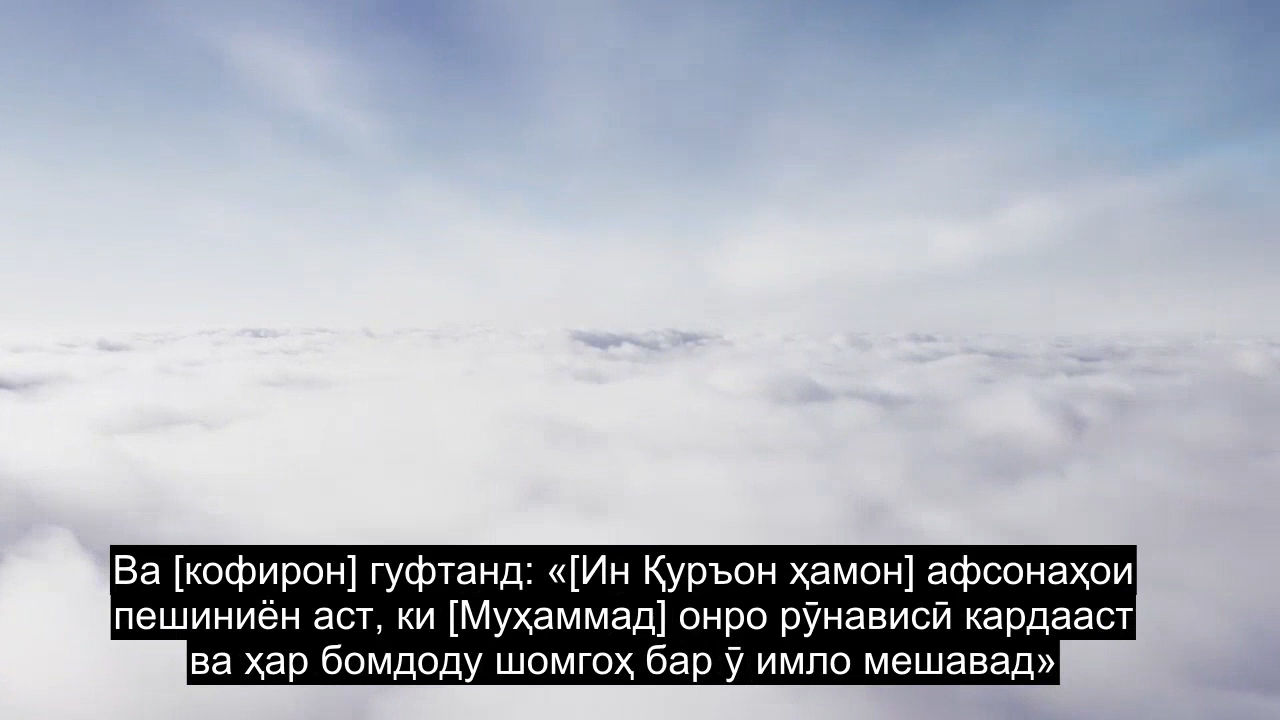 Ва [кофирон] гуфтанд: «[Ин Қуръон ҳамон] афсонаҳои
пешиниён аст, ки [Муҳаммад] онро рӯнависӣ кардааст
ва ҳар бомдоду шомгоҳ бар ӯ имло мешавад»